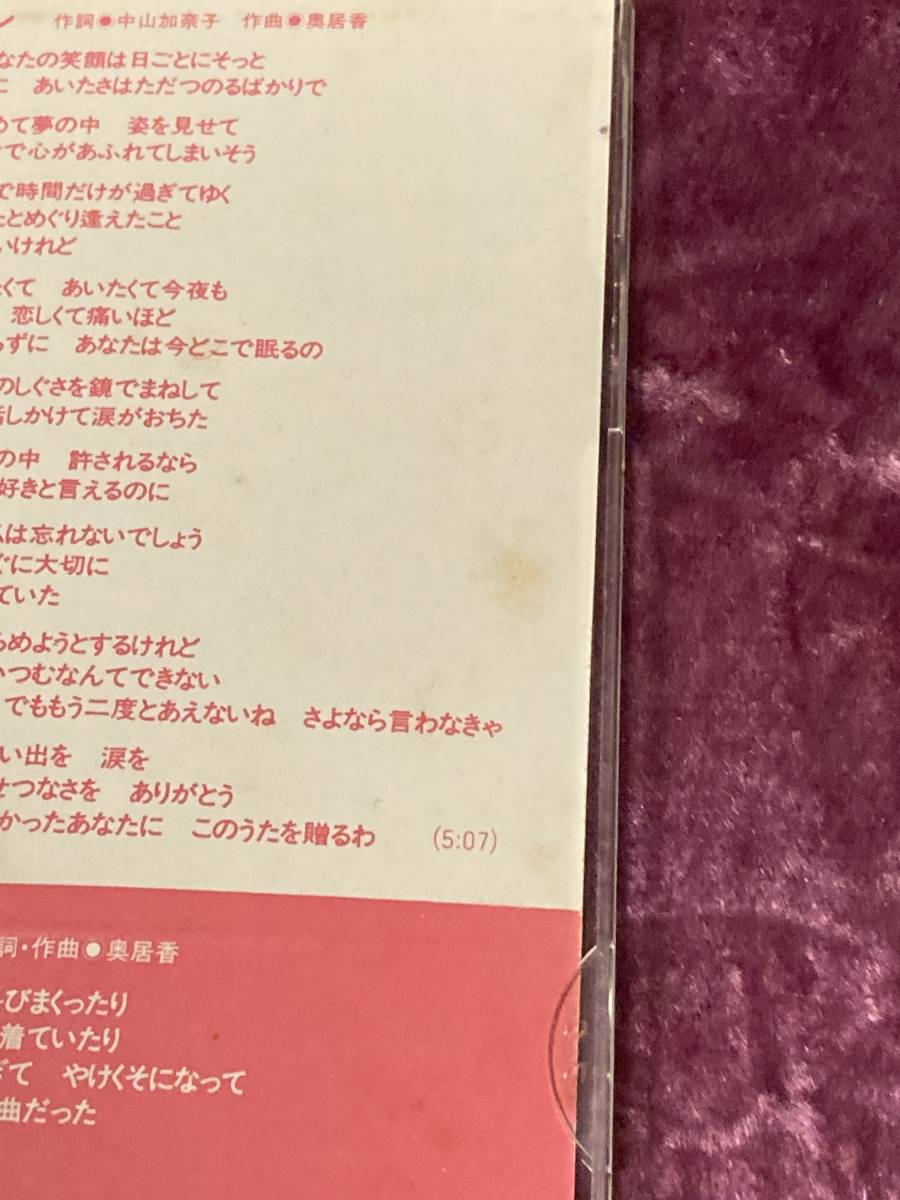 ン 作詞●中山加奈子 作曲●奥居香
なたの笑顔は日ごとにそっと
に あいたさはただつのるばかりで
めて夢の中 姿を見せて
で心があふれてしまいそう
で時間だけが過ぎてゆく
たとめぐり逢えたこと
いけれど
くて あいたくて今夜も
恋しくて痛いほど
らずに あなたは今どこで眠るの
のしぐさを鏡でまねして
話しかけて涙がおちた
の中 許されるなら
好きと言えるのに
私は忘れないでしょう
ぐに大切に
ていた
らめようとするけれど
いつむなんてできない
でももう二度とあえないね さよなら言わなきゃ
い出を 涙を
せつなさを ありがとう
かったあなたに このうたを贈るわ (5:07)
詞・作曲●奥居香
びまくったり
着ていたり
ぎて やけくそになって
曲だった